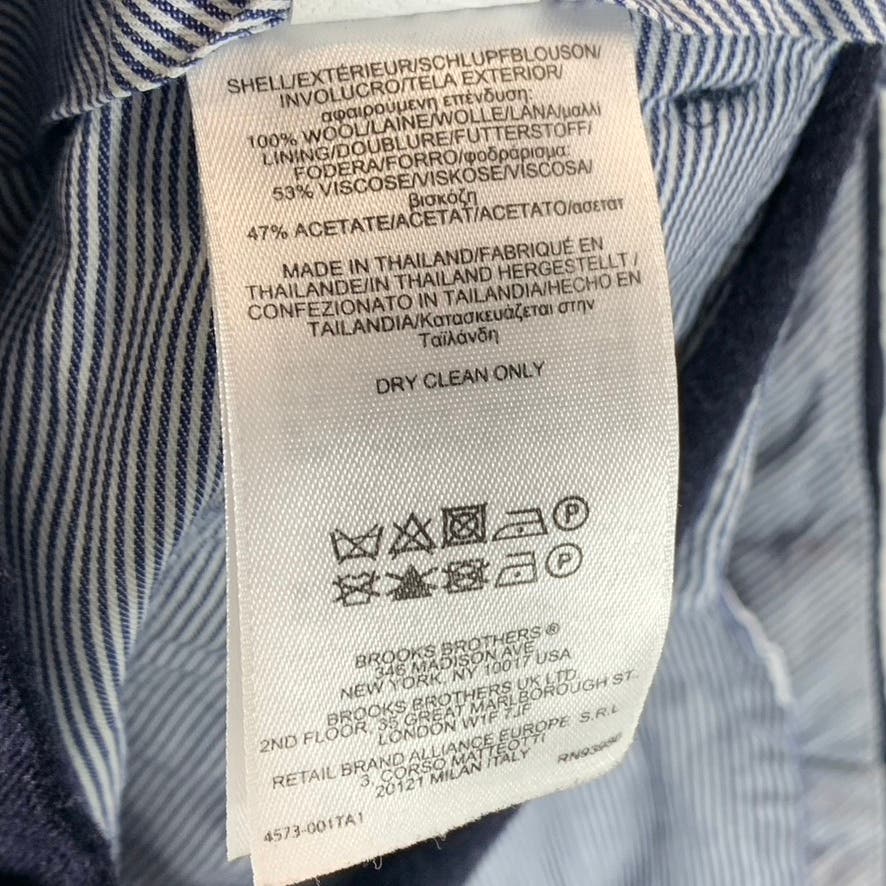 SHELL/EXTÉRIEUR/SCHLUPFBLOUSON/
INVOLUCRO/TELA EXTERIOR/
αφαιρουμενη επένδυση:
100% WOOL/LAINE/WOLLE/LANA/μαλλί
LINING/DOUBLURE/FUTTERSTOFF/
FODERA/FORRO/φοδράρισμα:
53% VISCOSE/VISKOSE/VISCOSA/
βισκόζη
47% ACETATE/ACETAT/ACETATO/ασετατ
MADE IN THAILAND/FABRIQUÉ EN
THAILANDE/IN THAILAND HERGESTELLT /
CONFEZIONATO IN TAILANDIA/HECHO EN
TAILANDIA/Κατασκευάζεται στην
Ταϊλάνδη
DRY CLEAN ONLY
P
P
BROOKS BROTHERS ®
346 MADISON AVE.
NEW YORK, NY 10017 USA
BROOKS BROTHERS UK LTD.
2ND FLOOR, 35 GREAT MARLBOROUGH ST.
LONDON W1F 7JF
RETAIL BRAND ALLIANCE EUROPE S.R.L
3, CORSO MATTEOTTI
20121 MILAN ITALY
4573-001TA1